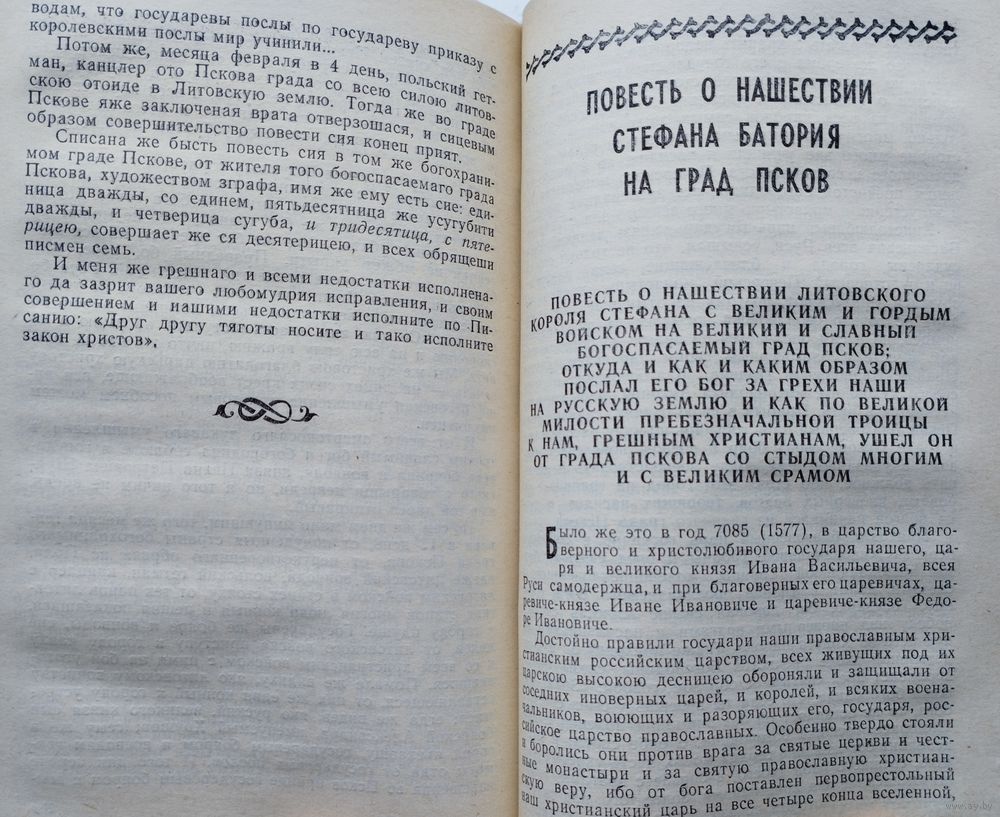 водам, что государевы послы по государеву приказу с
королевскими послы мир учинили...
Потом же, месяца февраля в 4 день, польский гет-
ман, канцлер ото Пскова града со всею силою литов-
скою отоиде в Литовскую землю. Тогда же во граде
Пскове яже заключеная врата отверзошася, и сицевым
образом совершительство повести сия конец прият.
Списана же бысть повесть сия в том же богохрани-
мом граде Пскове, от жителя того богоспасаемаго града
Пскова, художеством зграфа, имя же ему есть сие: еди-
ница дважды, со единем, пятьдесятница же усугубити
дважды, и четверица сугуба, и тридесятица, с пяте-
рицею, совершает же ся десятерицею, и всех обрящеши
писмен семь.
И меня же грешнаго и всеми недостатки исполнена-
го да зазрит вашего любомудрия исправления, и своим
совершением и нашими недостатки исполните по Пи-
санию: «Друг другу тяготы носите и тако исполните
закон христов».
ПОВЕСТЬ О НАШЕСТВИИ
СТЕФАНА БАТОРИЯ
НА ГРАД ПСКОВ
ПОВЕСТЬ О НАШЕСТВИИ ЛИТОВСКОГО
КОРОЛЯ СТЕФАНА С ВЕЛИКИМ И ГОРДЫМ
ВОЙСКОМ НА ВЕЛИКИЙ И СЛАВНЫЙ
БОГОСПАСАЕМЫЙ ГРАД ПСКОВ;
ОТКУДА И КАК И КАКИМ ОБРАЗОМ
ПОСЛАЛ ЕГО БОГ ЗА ГРЕХИ НАШИ
НА РУССКУЮ ЗЕМЛЮ И КАК ПО ВЕЛИКОЙ
МИЛОСТИ ПРЕБЕЗНАЧАЛЬНОЙ ТРОИЦЫ
К НАМ, ГРЕШНЫМ ХРИСТИАНАМ, УШЕЛ ОН
ОТ ГРАДА ПСКОВА СО СТЫДОМ МНОГИМ
И С ВЕЛИКИМ СРАМОМ
Было же это в год 7085 (1577), в царство благо-
верного и христолюбивого государя нашего, ца-
ря и великого князя Ивана Васильевича, всея
Руси самодержца, и при благоверных его царевичах, ца-
ревиче-князе Иване Ивановиче и царевиче-князе Федо-
ре Ивановиче.
Достойно правили государи наши православным хри-
стианским российским царством, всех живущих под их
царскою высокою десницею обороняли и защищали от
соседних иноверных царей, и королей, и всяких воена-
чальников, воюющих и разоряющих его, государя, рос-
сийское царство православных. Особенно твердо стояли
и боролись они против врага за святые церкви и чест-
ные монастыри и за святую православную христиан-
скую веру, ибо от бога поставлен первопрестольный
наш христианский царь на все четыре конца вселенной,
www.ay.by